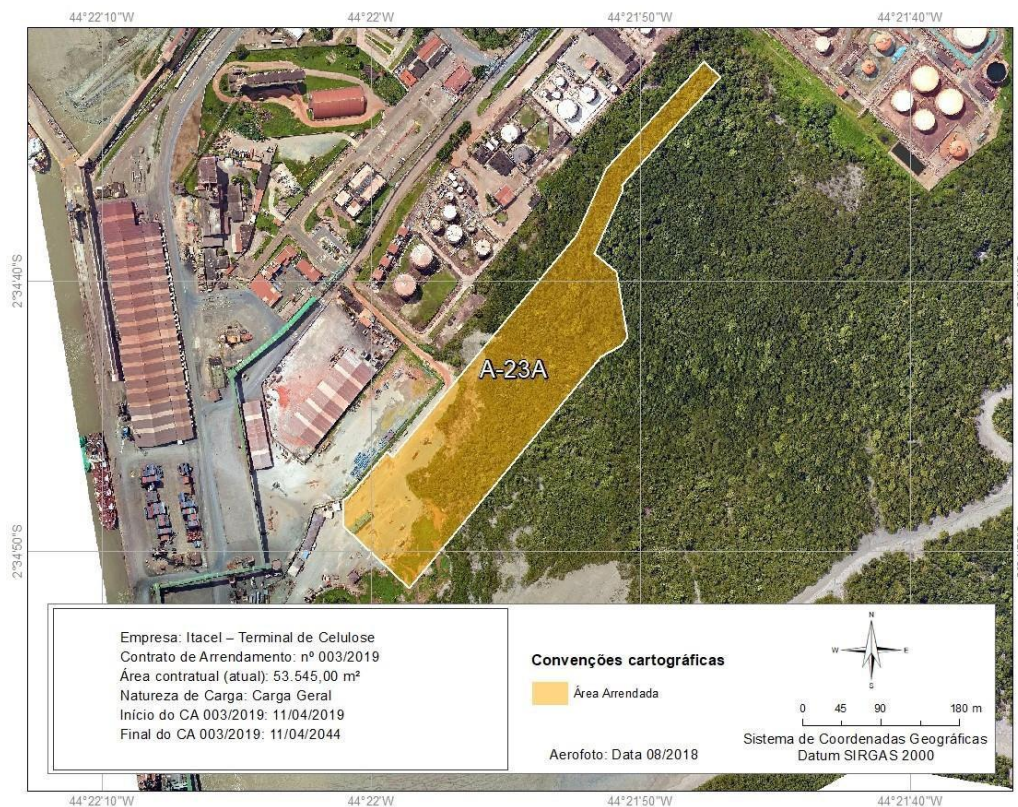 44°22'10"W 44°22'W 44°21'50"W 44°21'40"W
2°34'40"S
A-23A
2°34'50"S
Empresa: Itacel – Terminal de Celulose
Contrato de Arrendamento: nº 003/2019
Área contratual (atual): 53.545,00 m²
Natureza de Carga: Carga Geral
Início do CA 003/2019: 11/04/2019
Final do CA 003/2019: 11/04/2044
Convenções cartográficas
Área Arrendada
Aerofoto: Data 08/2018
N
W E
S
0 45 90 180 m
Sistema de Coordenadas Geográficas
Datum SIRGAS 2000
44°22'10"W 44°22'W 44°21'50"W 44°21'40"W